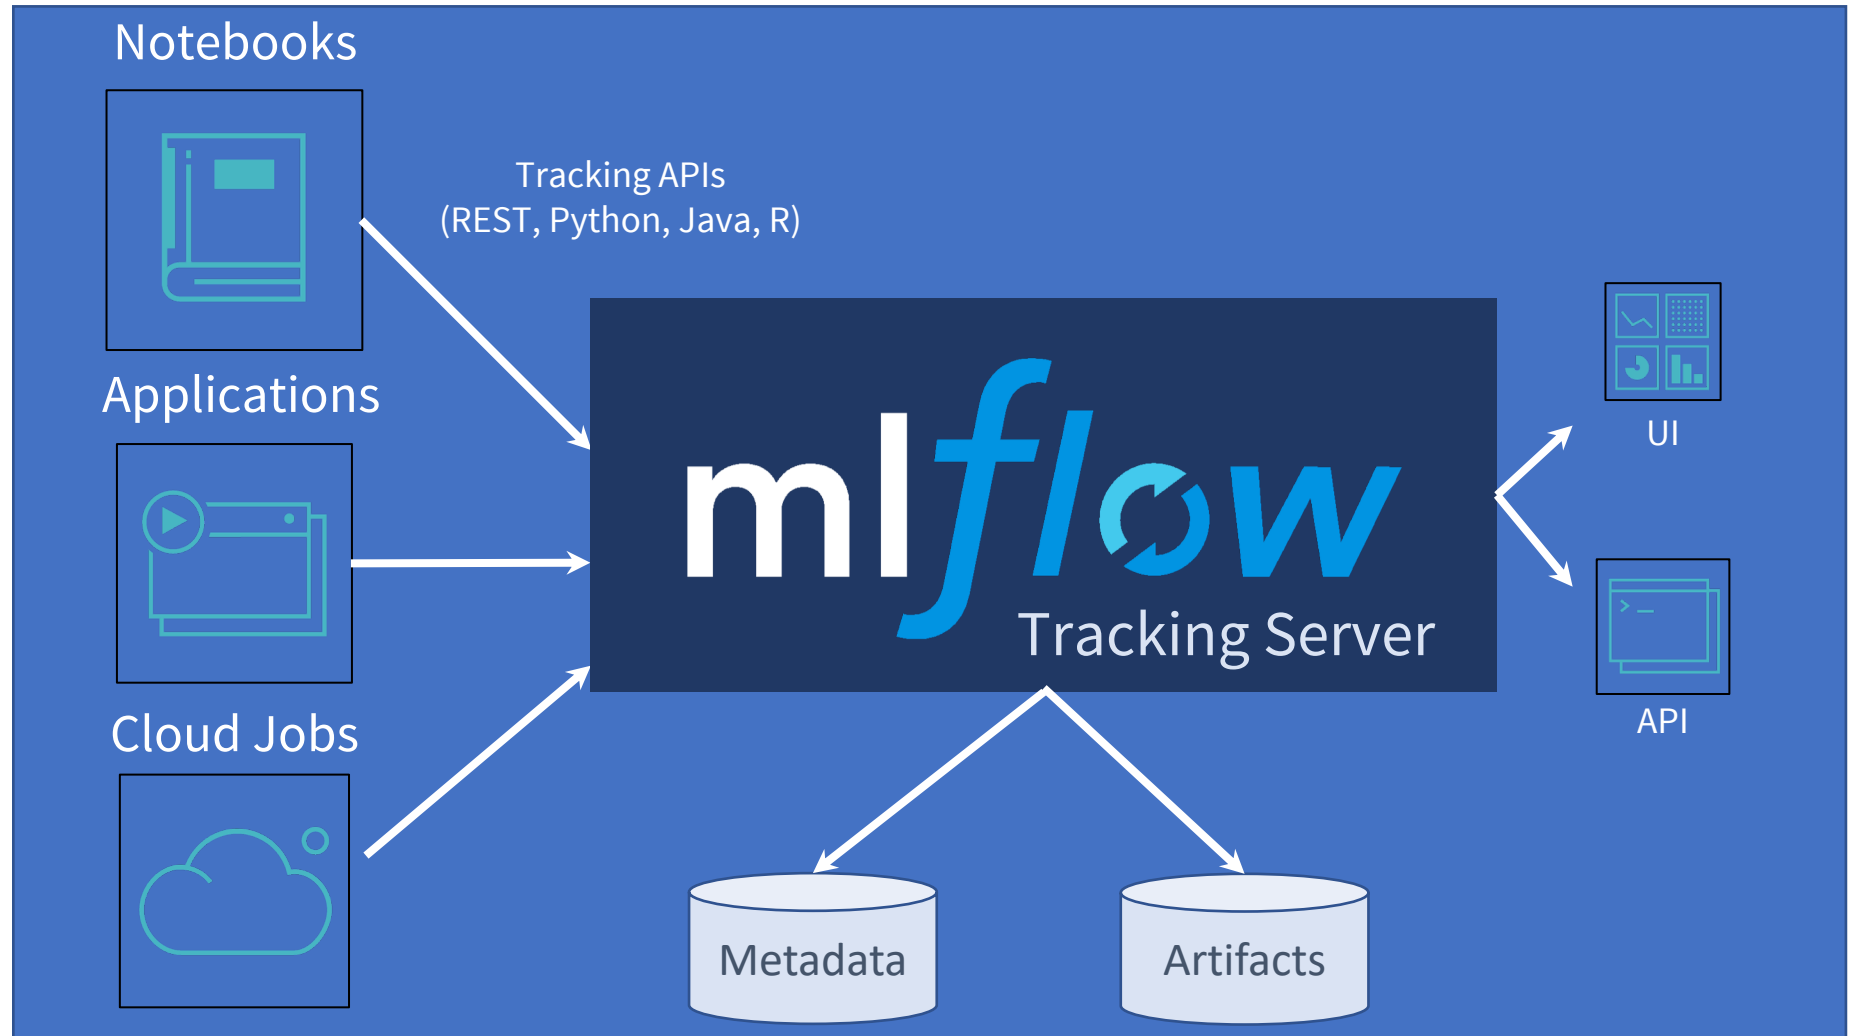 Notebooks
Tracking APIs
(REST, Python, Java, R)
Applications
mlflow
Tracking Server
UI
>_
API
Cloud Jobs
Metadata
Artifacts